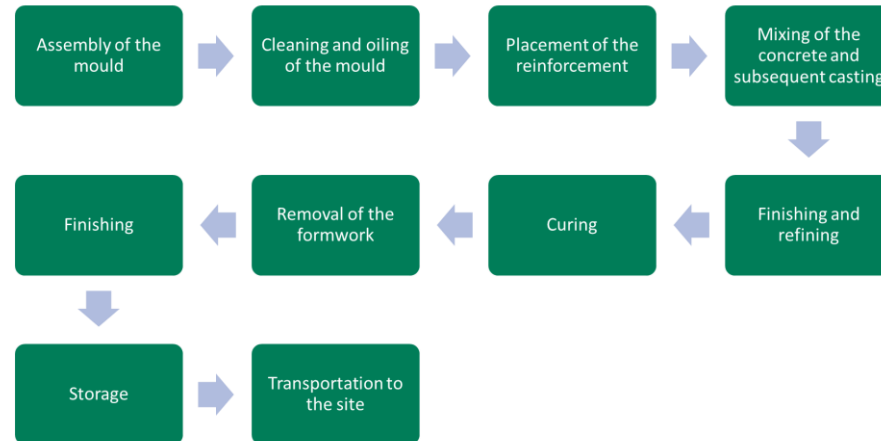 Assembly of the
mould
Cleaning and oiling
of the mould
Placement of the
reinforcement
Mixing of the
concrete and
subsequent casting
Finishing and
refining
Curing
Removal of the
formwork
Finishing
Storage
Transportation to
the site